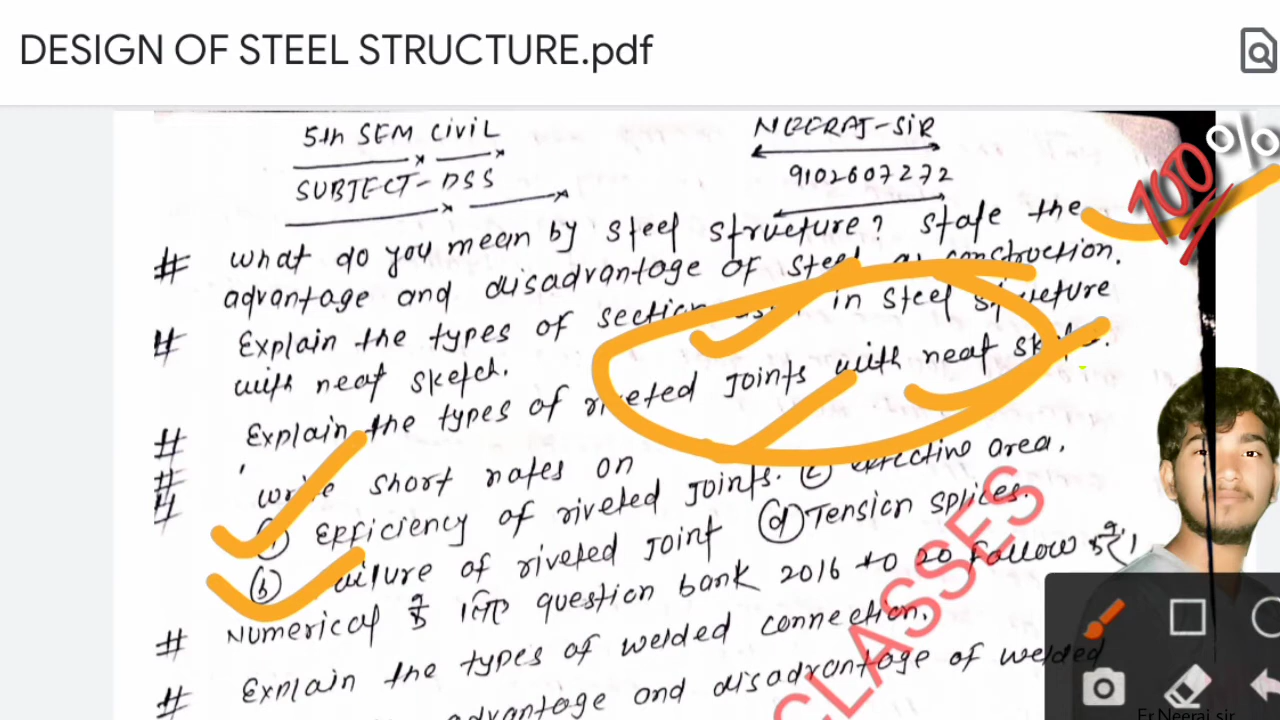 DESIGN OF STEEL STRUCTURE.pdf
5th SEM CiViL
NEERAJ-SiR
SUBJECT- DSS
9102607272
100%
# what do you mean by steel structure? state the
advantage and disadvantage of steel as construction.
# Explain the types of section in steel structure
with neat sketch.
# Explain the types of riveted joints with neat
# write short notes on
Efficiency of riveted joints. (c) effective area.
(b) failure of riveted joint (d) Tension splices.
# Numerical के लिए question bank 2016 to 20 follow करें।
# Explain the types of welded connection.
# advantage and disadvantage of welded
CLASSES
Er.Neeraj sir